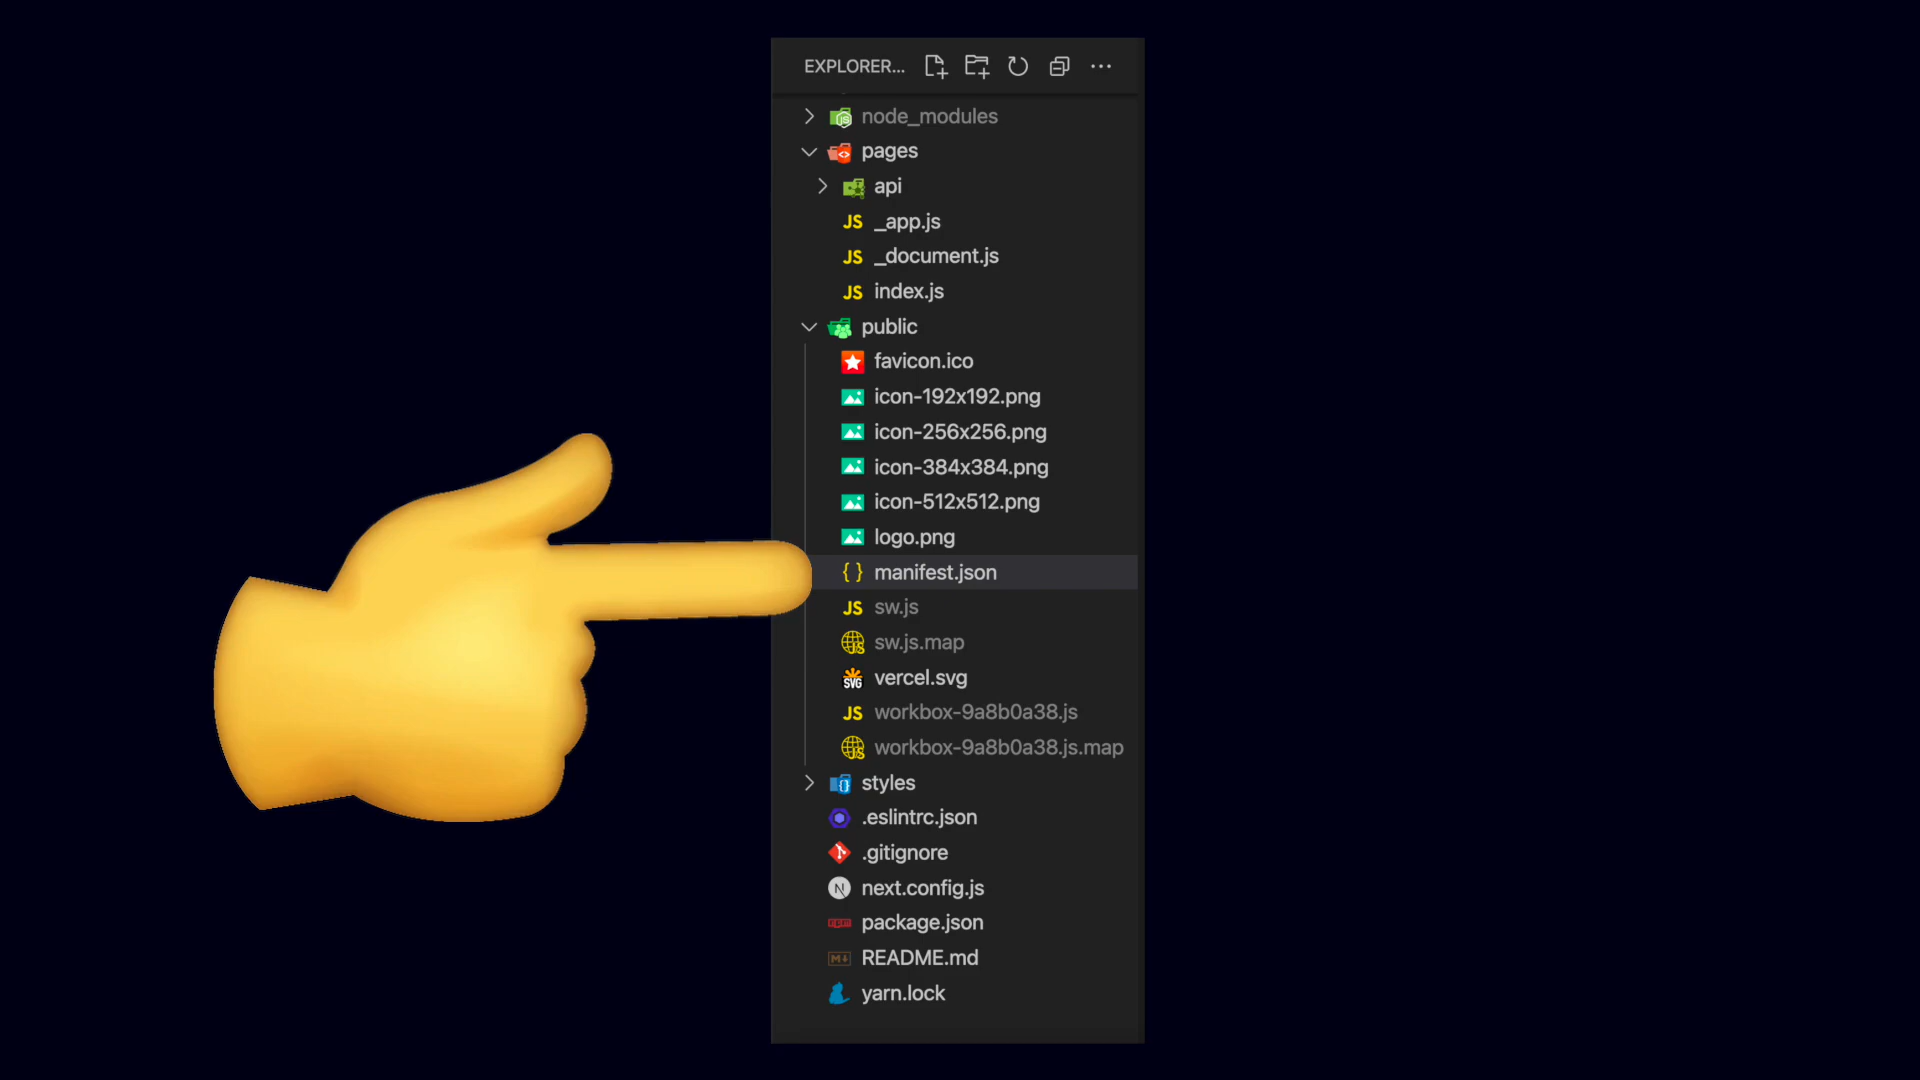 EXPLORER...
node_modules
pages
api
JS _app.js
JS _document.js
JS index.js
public
favicon.ico
icon-192x192.png
icon-256x256.png
icon-384x384.png
icon-512x512.png
logo.png
{ } manifest.json
JS sw.js
sw.js.map
SVG vercel.svg
JS workbox-9a8b0a38.js
workbox-9a8b0a38.js.map
styles
.eslintrc.json
.gitignore
N next.config.js
npm package.json
M README.md
yarn.lock